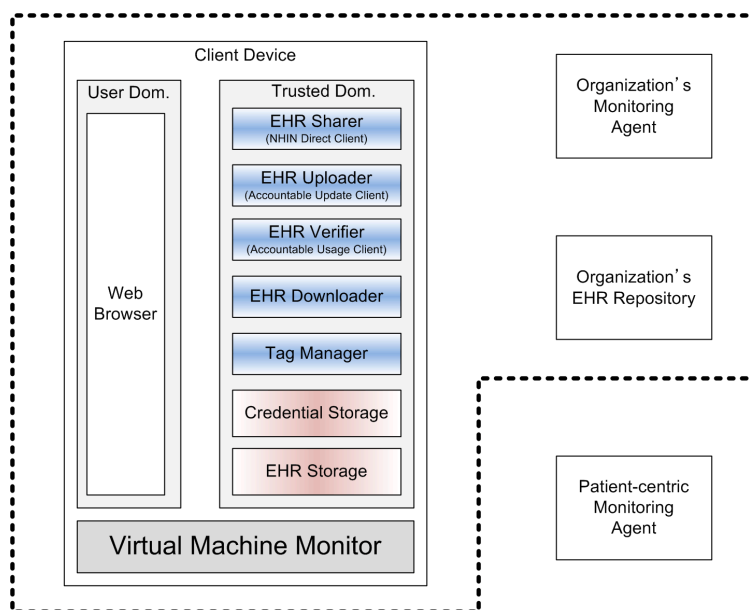 Client Device
User Dom.
Web
Browser
Trusted Dom.
EHR Sharer
(NHIN Direct Client)
EHR Uploader
(Accountable Update Client)
EHR Verifier
(Accountable Usage Client)
EHR Downloader
Tag Manager
Credential Storage
EHR Storage
Virtual Machine Monitor
Organization’s
Monitoring
Agent
Organization’s
EHR Repository
Patient-centric
Monitoring
Agent